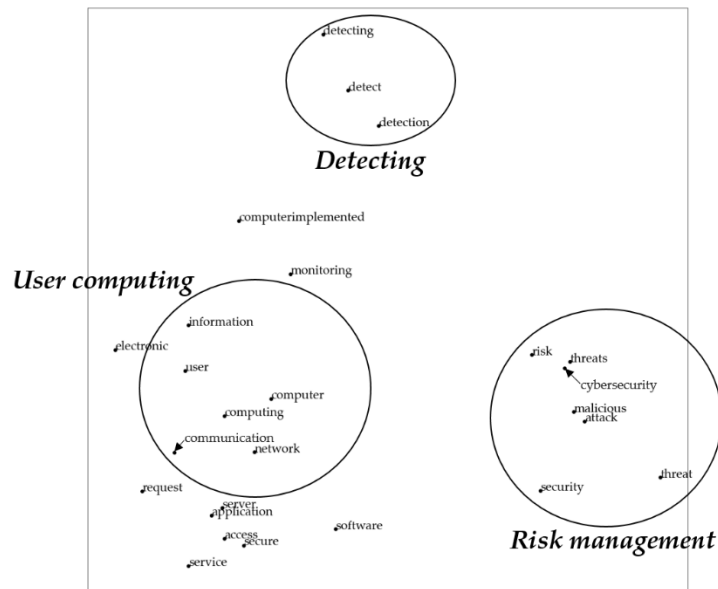 detecting
detect
detection
Detecting
computerimplemented
monitoring
User computing
information
electronic
user
computer
computing
communication
network
request
server
application
access
secure
software
service
risk
threats
cybersecurity
malicious
attack
threat
security
Risk management